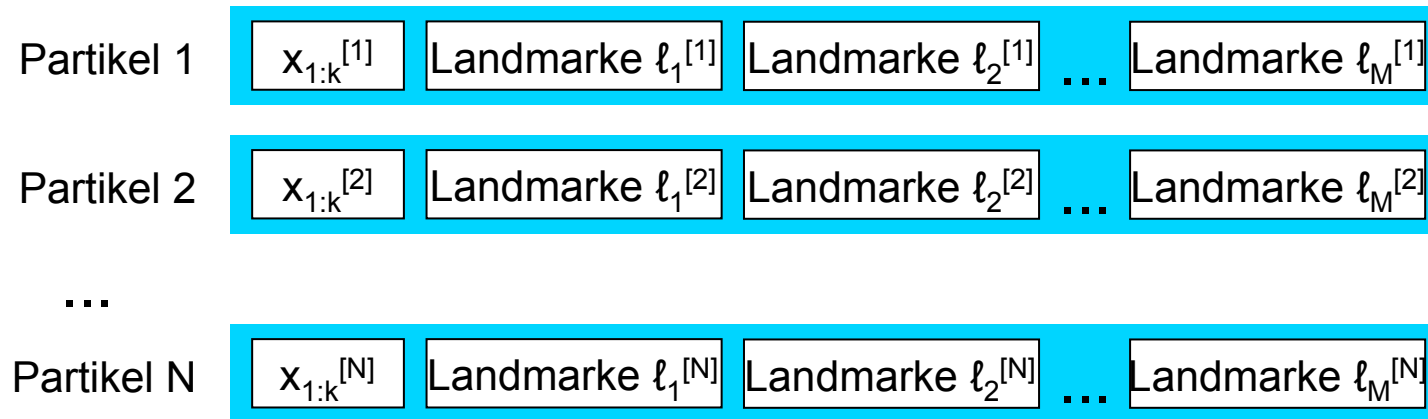 Partikel 1 x₁:ₖ[1] Landmarke ℓ₁[1] Landmarke ℓ₂[1] ... Landmarke ℓM[1]
Partikel 2 x₁:ₖ[2] Landmarke ℓ₁[2] Landmarke ℓ₂[2] ... Landmarke ℓM[2]
...
Partikel N x₁:ₖ[N] Landmarke ℓ₁[N] Landmarke ℓ₂[N] ... Landmarke ℓM[N]